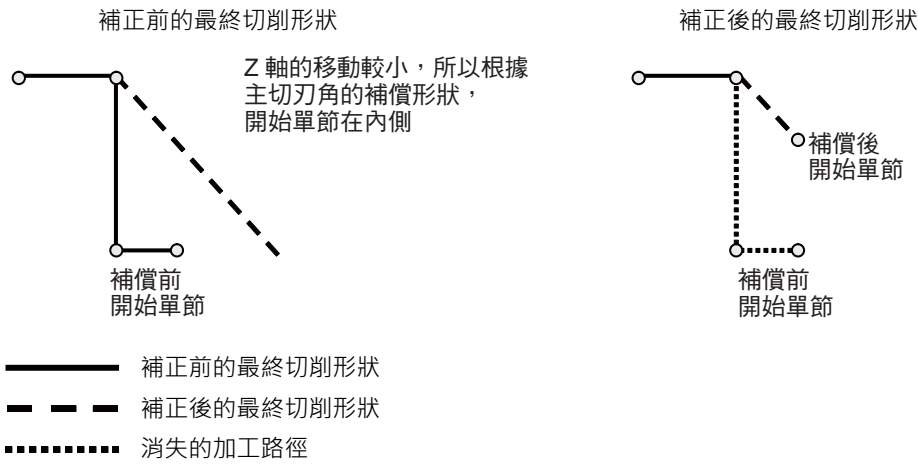 補正前的最終切削形狀
補正後的最終切削形狀
Z 軸的移動較小，所以根據
主切刃角的補償形狀，
開始單節在內側
補償後
開始單節
補償前
開始單節
補償前
開始單節
補正前的最終切削形狀
補正後的最終切削形狀
消失的加工路徑